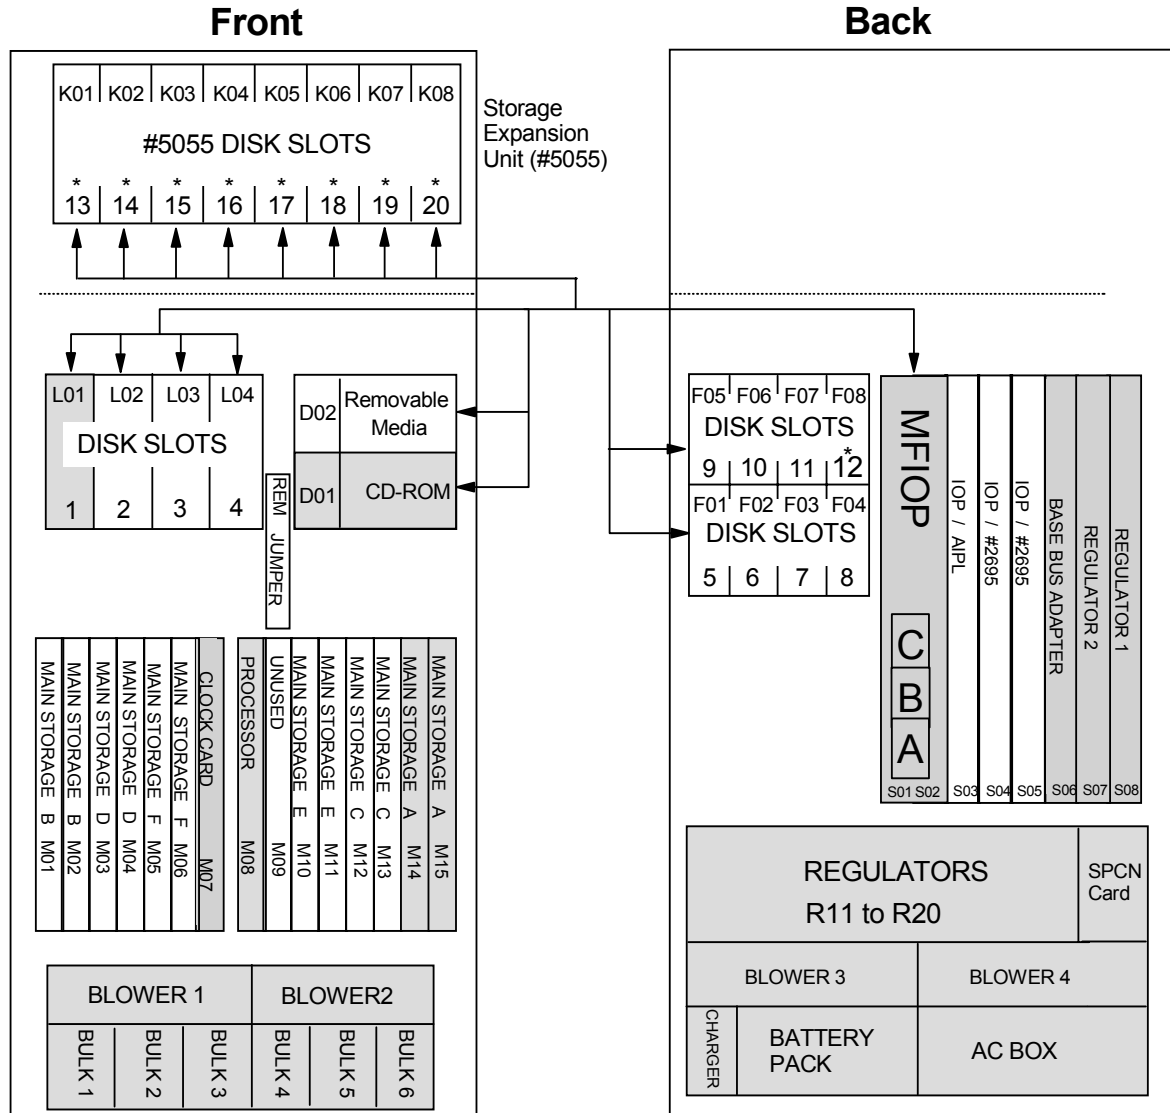 Front
Back
K01 K02 K03 K04 K05 K06 K07 K08
#5055 DISK SLOTS
* * * * * * * *
13 14 15 16 17 18 19 20
Storage
Expansion
Unit (#5055)
L01 L02 L03 L04
DISK SLOTS
1 2 3 4
D02
Removable
Media
D01
CD-ROM
REM JUMPER
F05 F06 F07 F08
DISK SLOTS
*
9 10 11 12
F01 F02 F03 F04
DISK SLOTS
5 6 7 8
MFIOP
C
B
A
S01 S02
IOP / AIPL
S03
IOP / #2695
S04
IOP / #2695
S05
BASE BUS ADAPTER
S06
REGULATOR 2
S07
REGULATOR 1
S08
MAIN STORAGE B M01
MAIN STORAGE B M02
MAIN STORAGE D M03
MAIN STORAGE D M04
MAIN STORAGE F M05
MAIN STORAGE F M06
CLOCK CARD M07
PROCESSOR M08
UNUSED M09
MAIN STORAGE E M10
MAIN STORAGE E M11
MAIN STORAGE C M12
MAIN STORAGE C M13
MAIN STORAGE A M14
MAIN STORAGE A M15
REGULATORS
R11 to R20
SPCN
Card
BLOWER 3
BLOWER 4
CHARGER
BATTERY
PACK
AC BOX
BLOWER 1
BLOWER2
BULK 1
BULK 2
BULK 3
BULK 4
BULK 5
BULK 6